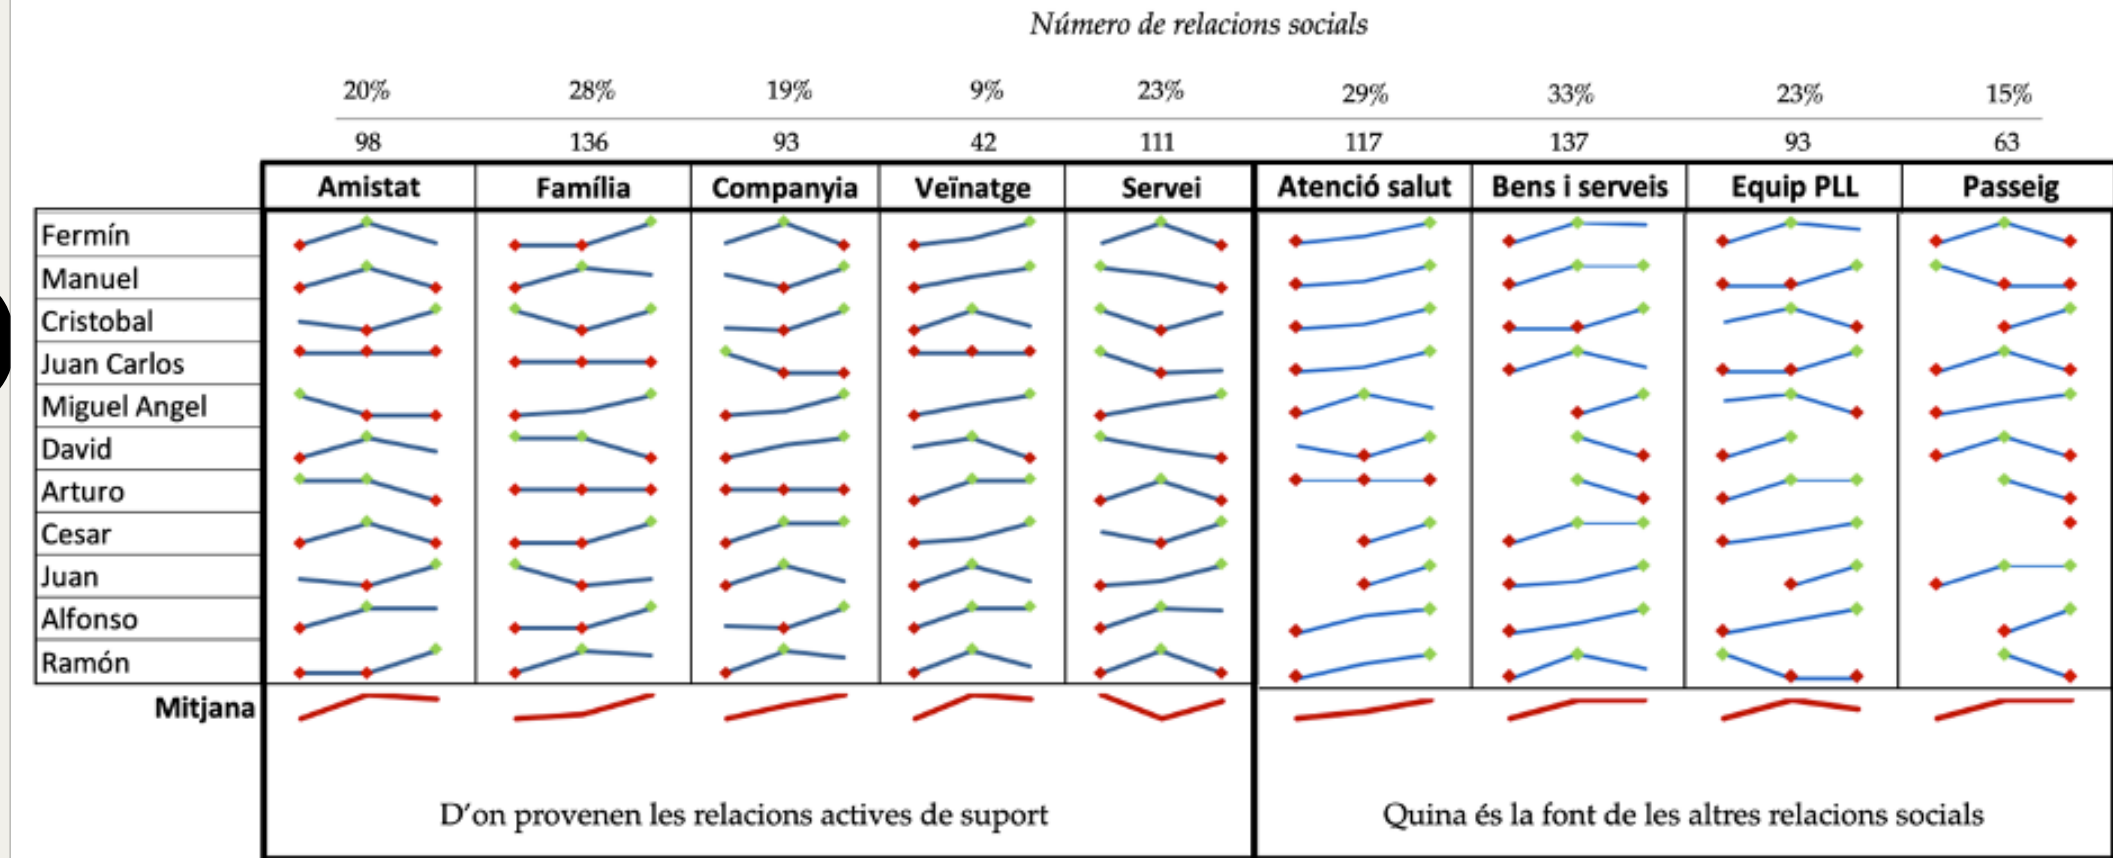 Número de relacions socials
20% 28% 19% 9% 23% 29% 33% 23% 15%
98 136 93 42 111 117 137 93 63
Amistat Família Companyia Veïnatge Servei Atenció salut Bens i serveis Equip PLL Passeig
Fermín
Manuel
Cristobal
Juan Carlos
Miguel Angel
David
Arturo
Cesar
Juan
Alfonso
Ramón
Mitjana
D'on provenen les relacions actives de suport
Quina és la font de les altres relacions socials